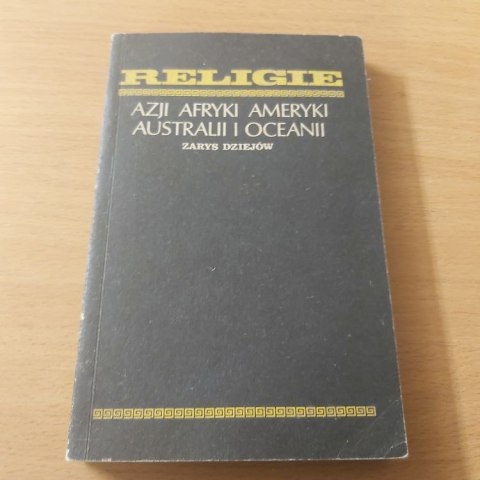 RELIGIE
AZJI AFRYKI AMERYKI
AUSTRALII I OCEANII
ZARYS DZIEJÓW